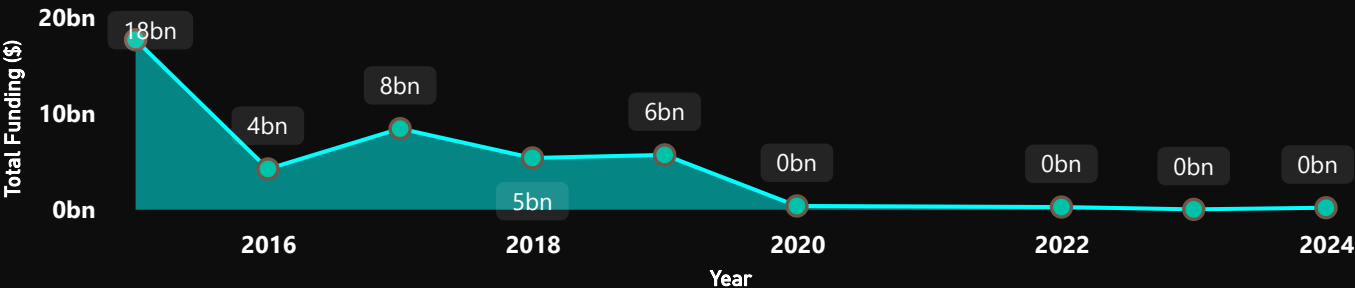 20bn
10bn
0bn
Total Funding ($)
18bn
4bn
8bn
5bn
6bn
0bn
0bn
0bn
0bn
2016
2018
2020
2022
2024
Year